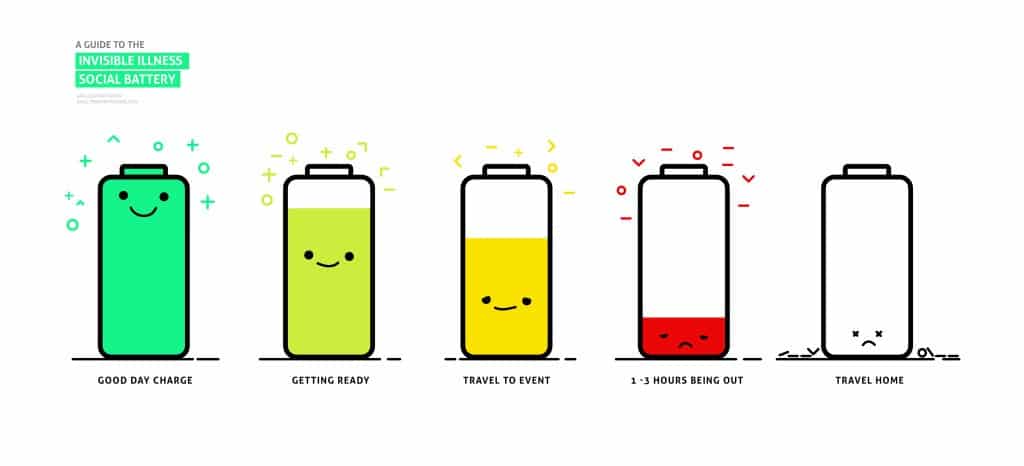 A GUIDE TO THE
INVISIBLE ILLNESS
SOCIAL BATTERY
GOOD DAY CHARGE
GETTING READY
TRAVEL TO EVENT
1 -3 HOURS BEING OUT
TRAVEL HOME